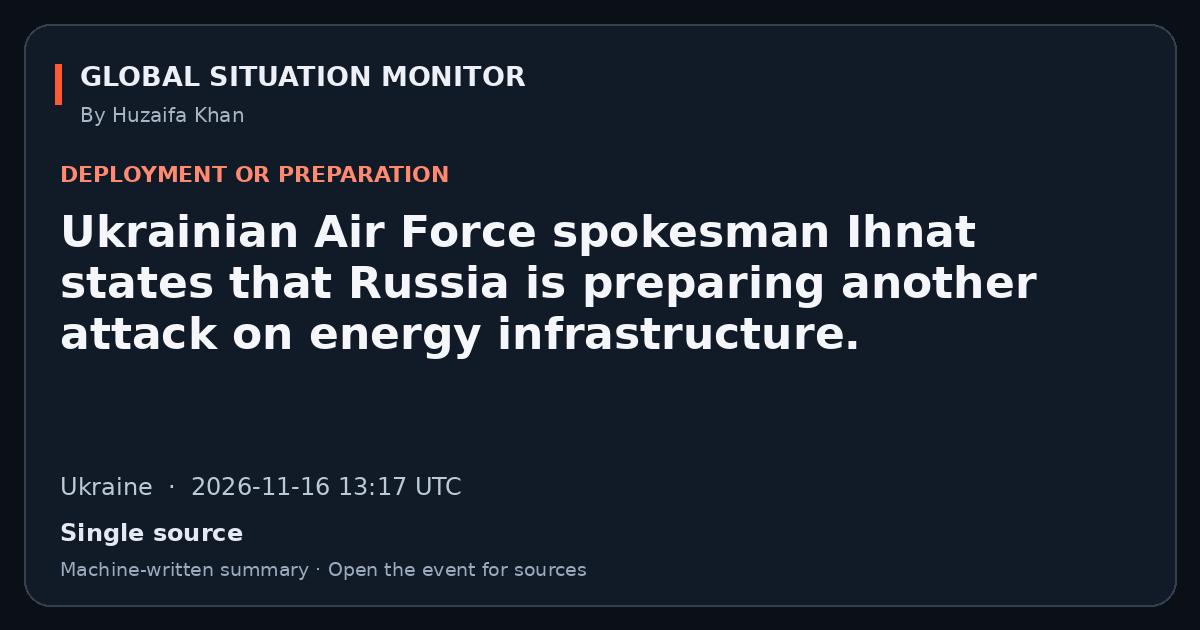 GLOBAL SITUATION MONITOR
By Huzaifa Khan
DEPLOYMENT OR PREPARATION
Ukrainian Air Force spokesman Ihnat
states that Russia is preparing another
attack on energy infrastructure.
Ukraine · 2026-11-16 13:17 UTC
Single source
Machine-written summary · Open the event for sources